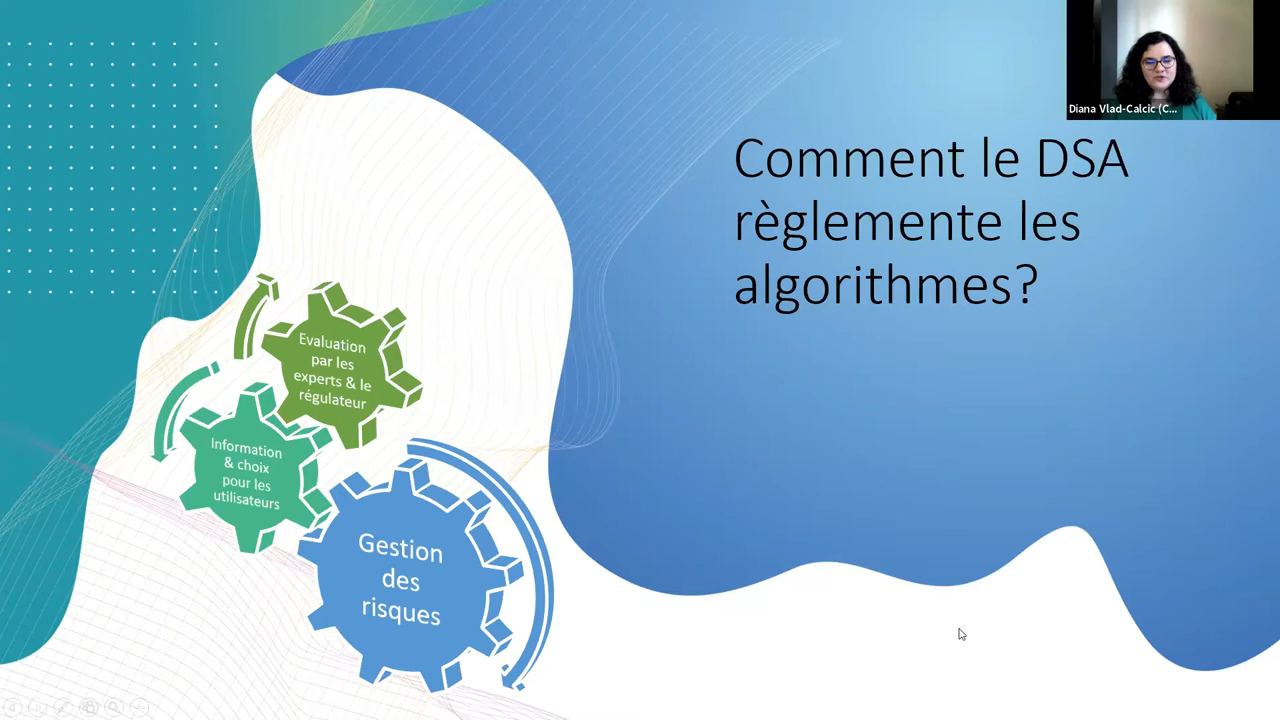 Diana Vlad-Calcic (C...
Comment le DSA
règlemente les
algorithmes?
Evaluation
par les
experts & le
régulateur
Information
& choix
pour les
utilisateurs
Gestion
des
risques